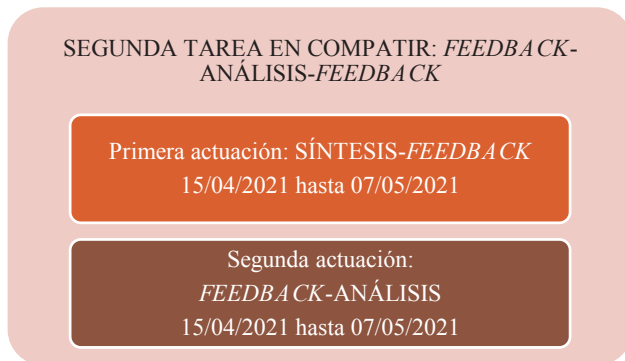 SEGUNDA TAREA EN COMPATIR: FEEDBACK-
ANÁLISIS-FEEDBACK
Primera actuación: SÍNTESIS-FEEDBACK
15/04/2021 hasta 07/05/2021
Segunda actuación:
FEEDBACK-ANÁLISIS
15/04/2021 hasta 07/05/2021